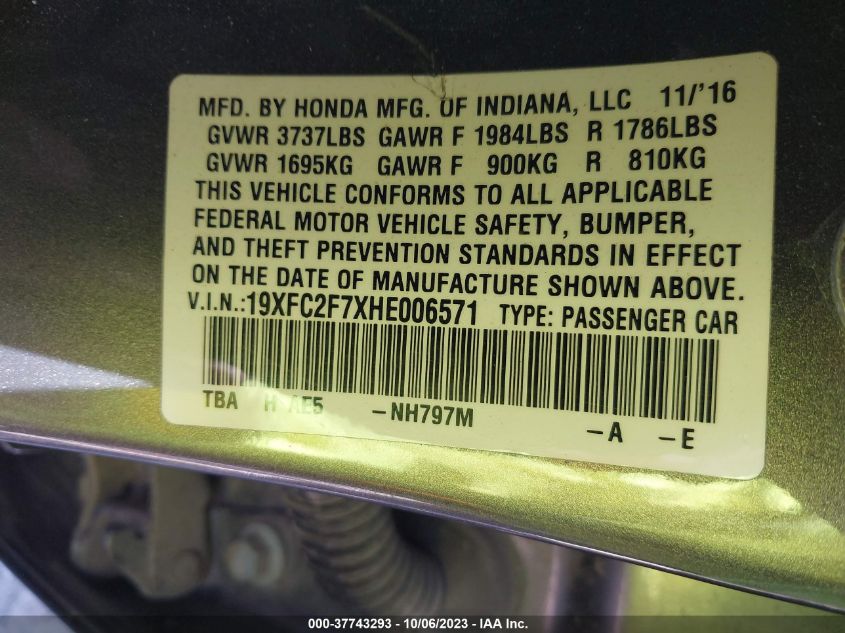 MFD. BY HONDA MFG. OF INDIANA, LLC 11/'16
GVWR 3737LBS GAWR F 1984LBS R 1786LBS
GVWR 1695KG GAWR F 900KG R 810KG
THIS VEHICLE CONFORMS TO ALL APPLICABLE
FEDERAL MOTOR VEHICLE SAFETY, BUMPER,
AND THEFT PREVENTION STANDARDS IN EFFECT
ON THE DATE OF MANUFACTURE SHOWN ABOVE.
V.I.N.:19XFC2F7XHE006571 TYPE: PASSENGER CAR
TBA H AE5 -NH797M -A -E
000-37743293 - 10/06/2023 - IAA Inc.